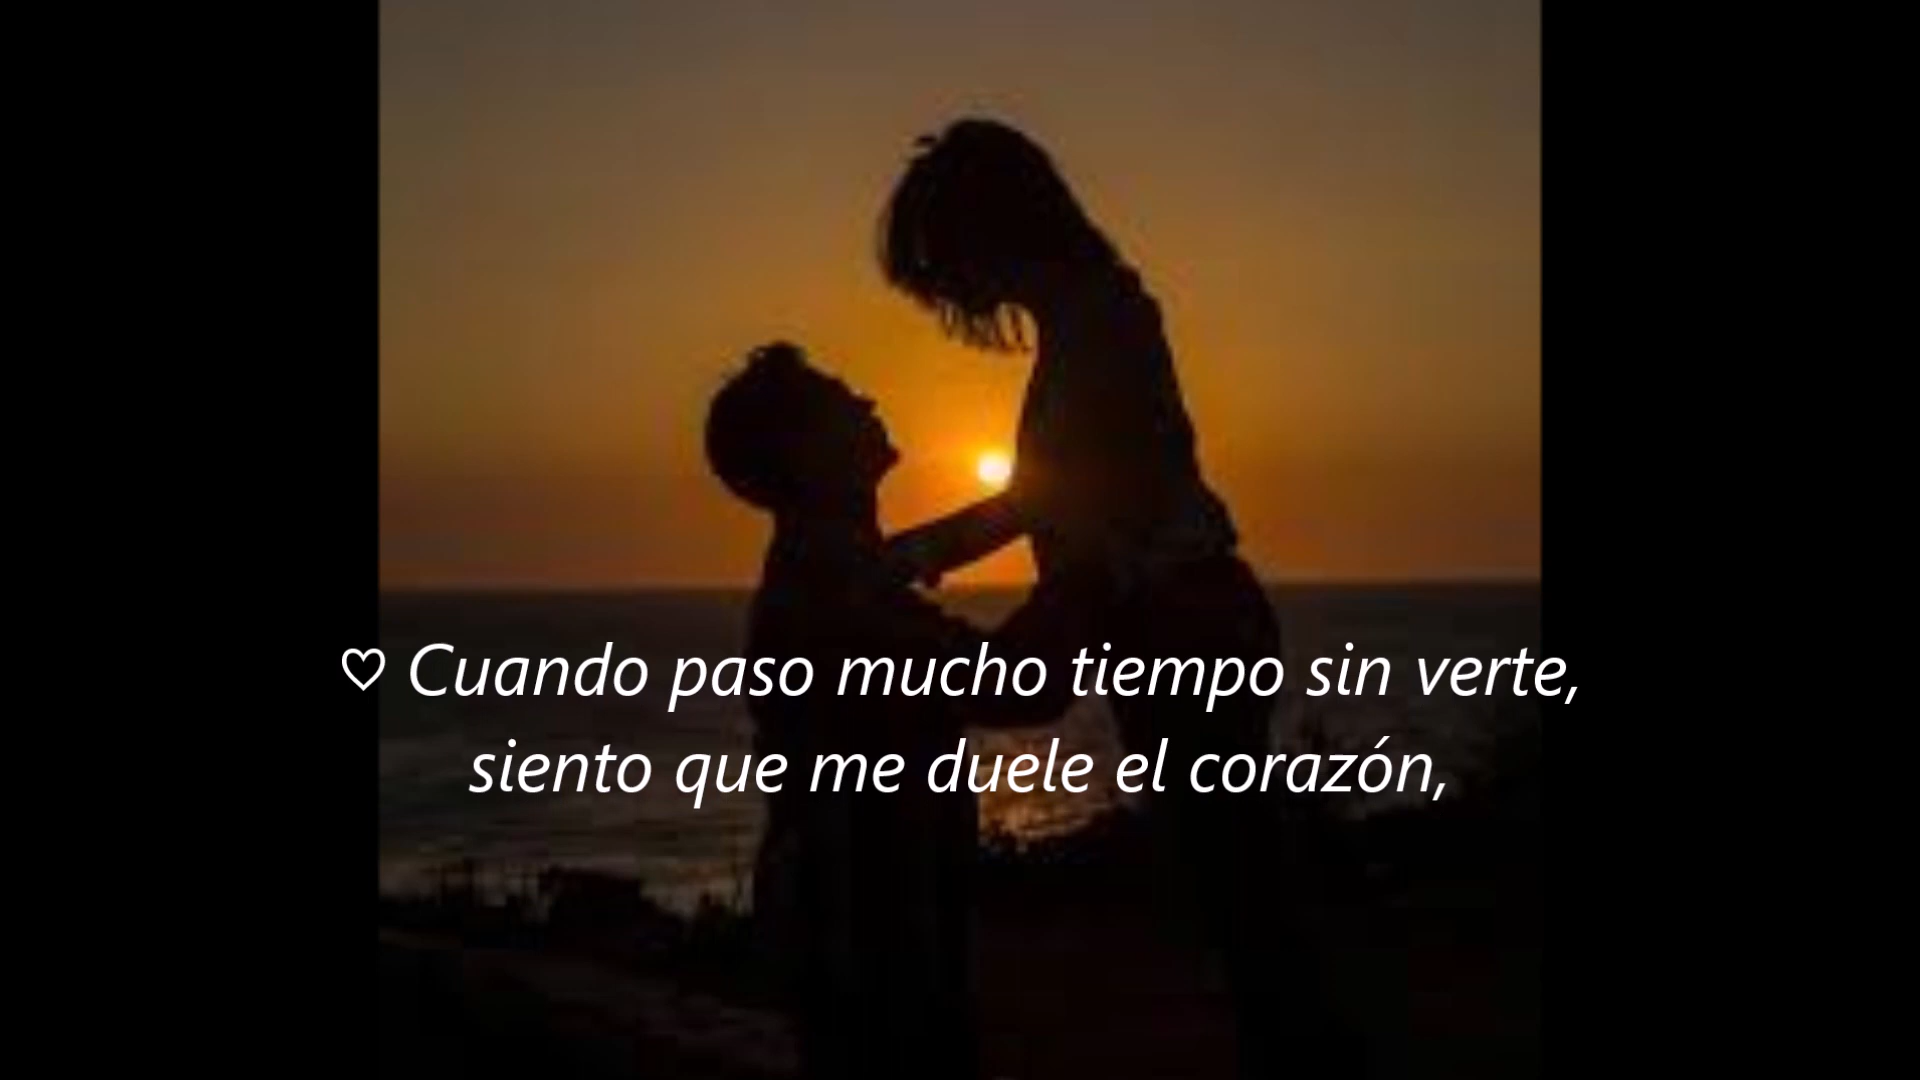 ♡ Cuando paso mucho tiempo sin verte,
siento que me duele el corazón,